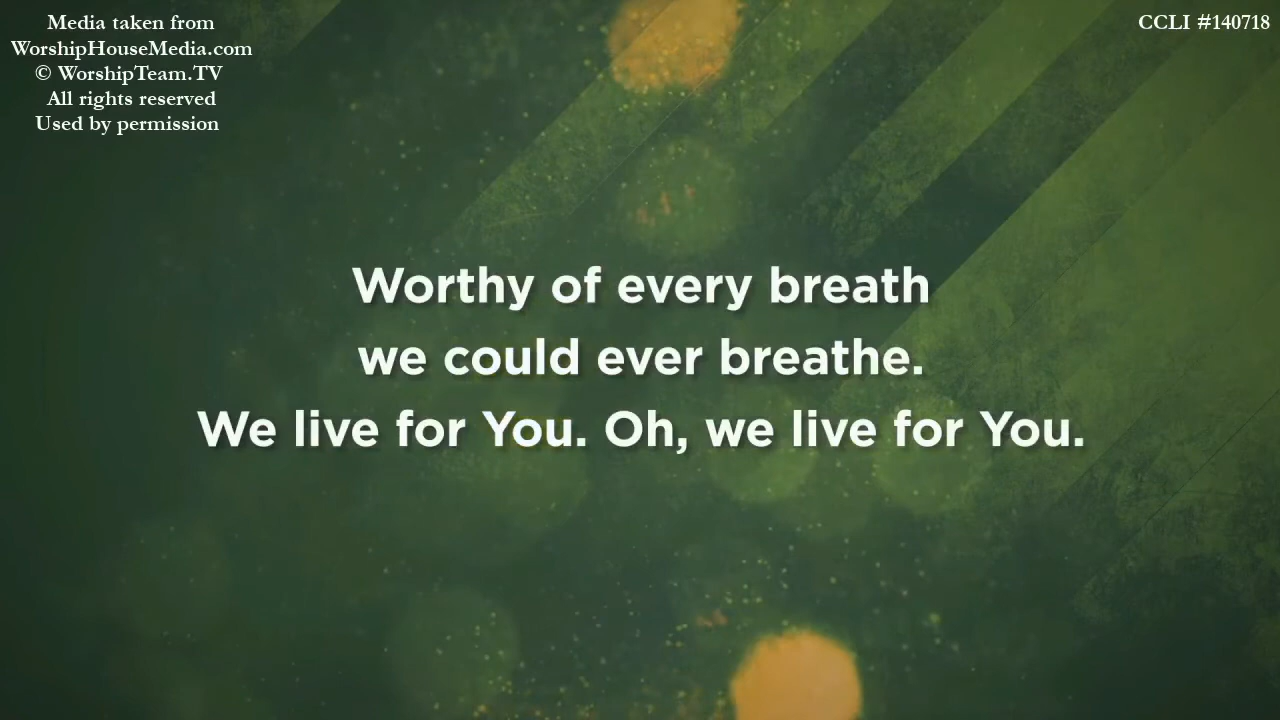 Media taken from
WorshipHouseMedia.com
© WorshipTeam.TV
All rights reserved
Used by permission
CCLI #140718
Worthy of every breath
we could ever breathe.
We live for You. Oh, we live for You.